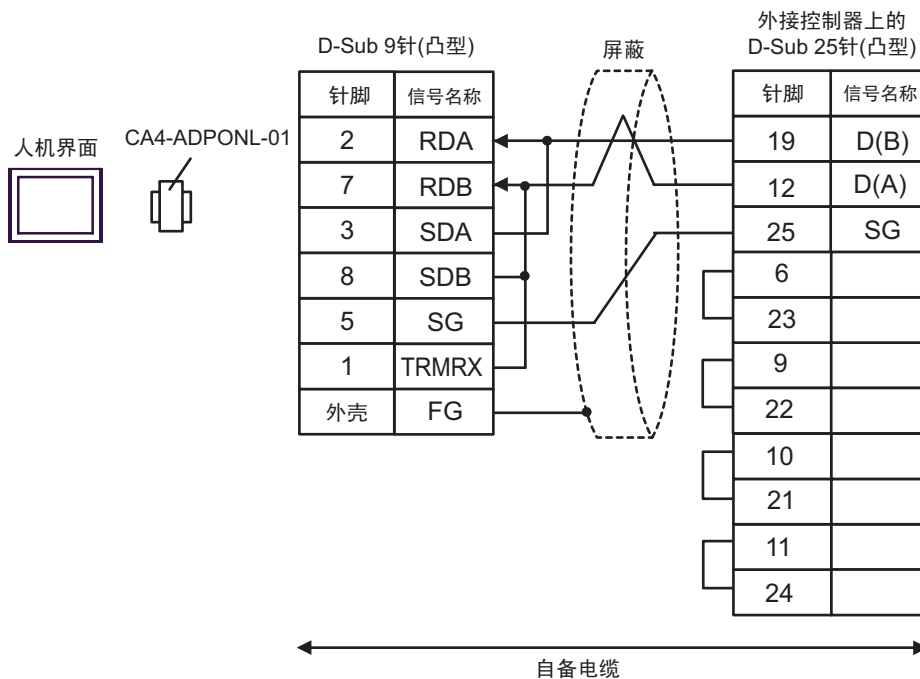 外接控制器上的
D-Sub 9针(凸型) 屏蔽 D-Sub 25针(凸型)
针脚 信号名称 针脚 信号名称
人机界面 CA4-ADPONL-01 2 RDA 19 D(B)
7 RDB 12 D(A)
3 SDA 25 SG
8 SDB 6
5 SG 23
1 TRMRX 9
外壳 FG 22
10
21
11
24
自备电缆